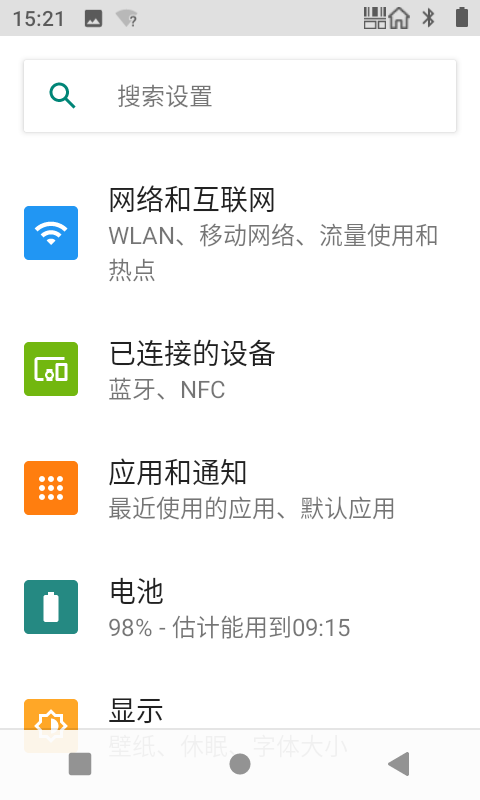 15:21
搜索设置
网络和互联网
WLAN、移动网络、流量使用和
热点
已连接的设备
蓝牙、NFC
应用和通知
最近使用的应用、默认应用
电池
98% - 估计能用到09:15
显示
壁纸、休眠、字体大小